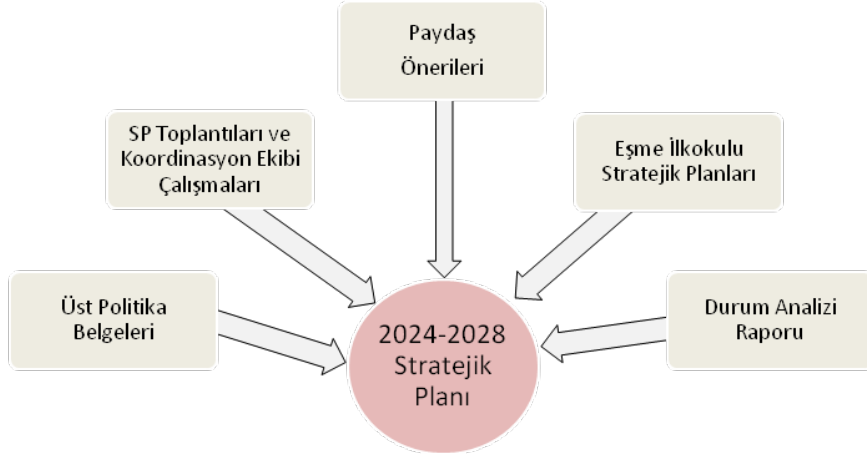 Paydaş
Önerileri
SP Toplantıları ve
Koordinasyon Ekibi
Çalışmaları
Eşme İlkokulu
Stratejik Planları
Üst Politika
Belgeleri
2024-2028
Stratejik
Planı
Durum Analizi
Raporu